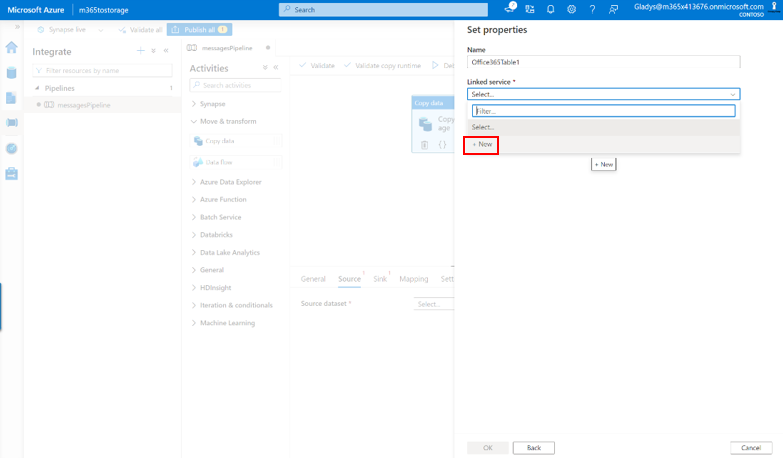 Microsoft Azure
m365tostorage
Search
Gladys@m365x413676.onmicrosoft.com
CONTOSO
Synapse live
Validate all
Publish all
1
Integrate
Filter resources by name
Pipelines
1
messagesPipeline
messagesPipeline
Activities
Search activities
Synapse
Move & transform
Copy data
Data flow
Azure Data Explorer
Azure Function
Batch Service
Databricks
Data Lake Analytics
General
HDInsight
Iteration & conditionals
Machine Learning
Validate
Validate copy runtime
Copy data
Copy
age
General
Source
1
Sink
1
Mapping
Sett
Source dataset *
Select...
Set properties
Name
Office365Table1
Linked service *
Select...
Filter...
Select...
+ New
+ New
OK
Back
Cancel